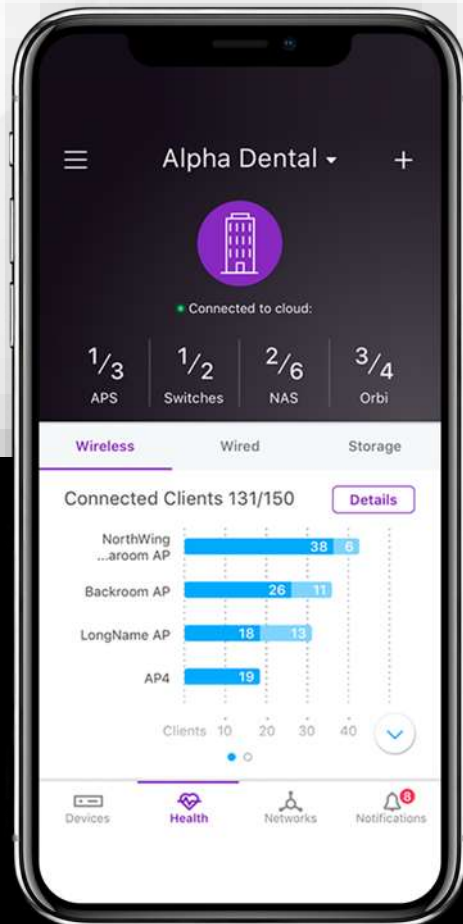 Alpha Dental
Connected to cloud:
1/3 1/2 2/6 3/4
APS Switches NAS Orbi
Wireless Wired Storage
Connected Clients 131/150 Details
NorthWing
...aroom AP
38 6
Backroom AP 26 11
LongName AP 18 13
AP4 19
Clients 10 20 30 40
8
Devices Health Networks Notifications